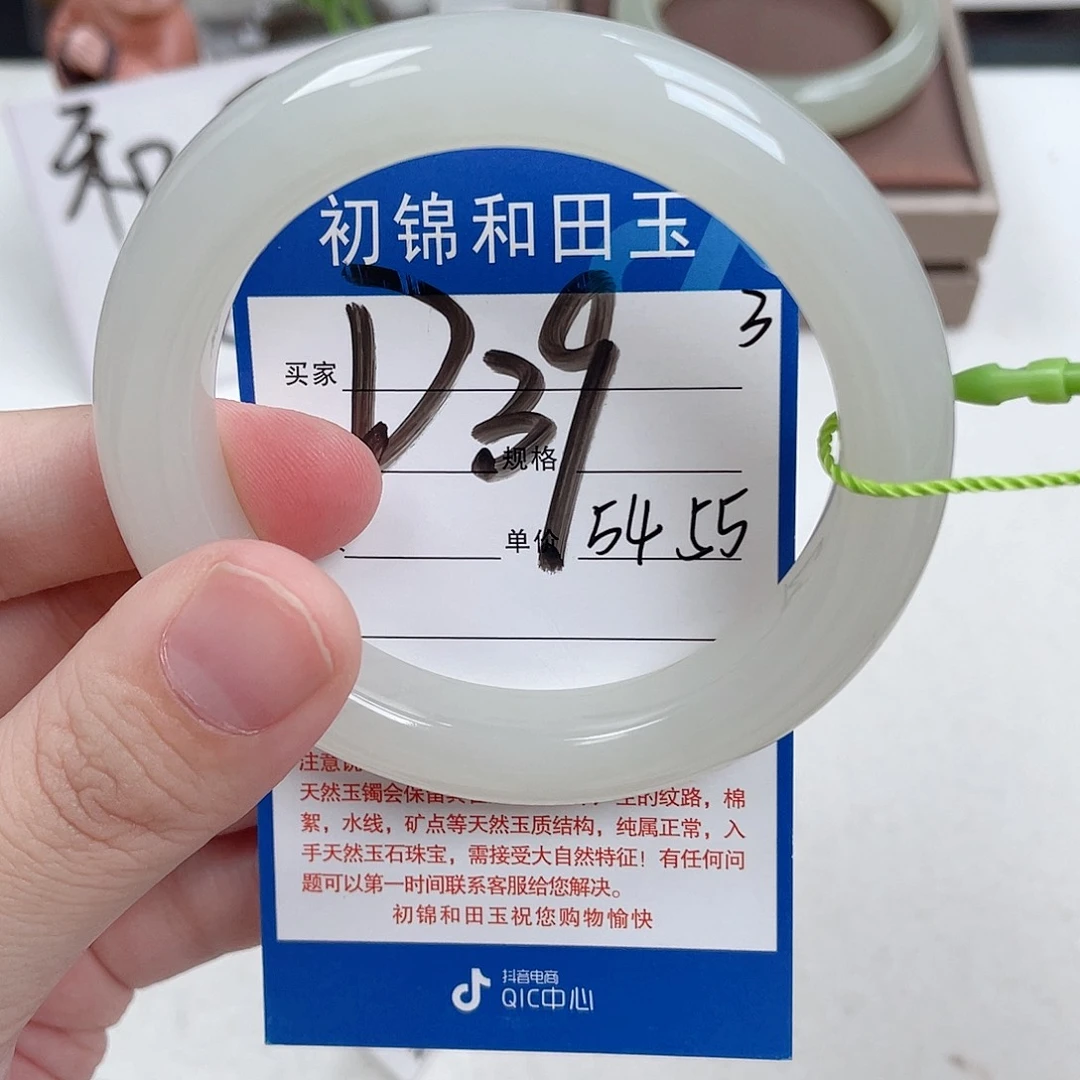 和
初锦和田玉
3
买家 D39
规格
单价 54.55
注意说
天然玉镯会保留其 生的纹路，棉
絮，水线，矿点等天然玉质结构，纯属正常，入
手天然玉石珠宝，需接受大自然特征！有任何问
题可以第一时间联系客服给您解决。
初锦和田玉祝您购物愉快
抖音电商
QIC中心